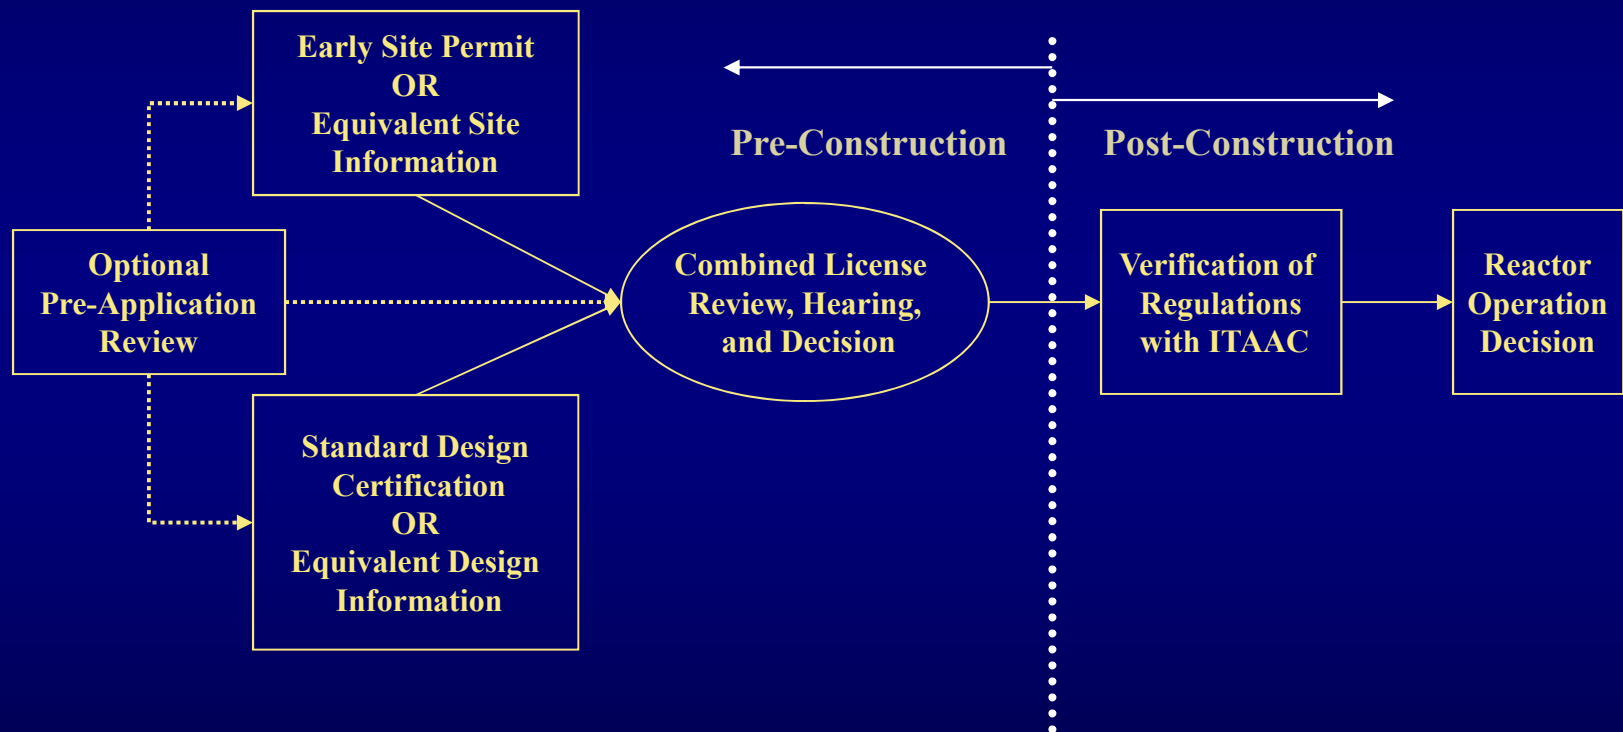 Early Site Permit
OR
Equivalent Site
Information
Pre-Construction
Post-Construction
Optional
Pre-Application
Review
Combined License
Review, Hearing,
and Decision
Verification of
Regulations
with ITAAC
Reactor
Operation
Decision
Standard Design
Certification
OR
Equivalent Design
Information